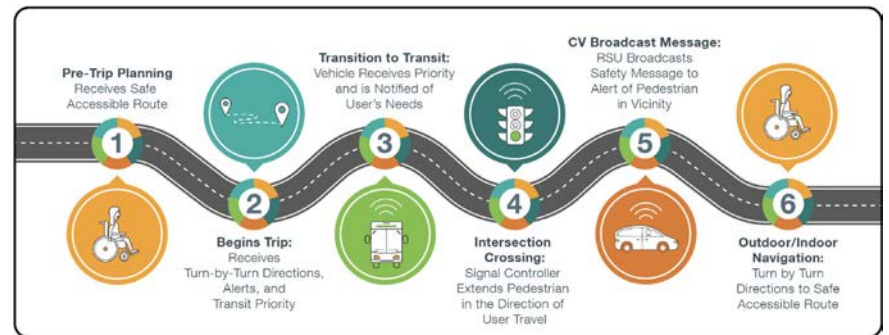 1
Pre-Trip Planning
Receives Safe
Accessible Route
2
Begins Trip:
Receives
Turn-by-Turn Directions,
Alerts, and
Transit Priority
3
Transition to Transit:
Vehicle Receives Priority
and is Notified of
User's Needs
4
Intersection
Crossing:
Signal Controller
Extends Pedestrian
in the Direction of
User Travel
5
CV Broadcast Message:
RSU Broadcasts
Safety Message to
Alert of Pedestrian
in Vicinity
6
Outdoor/Indoor
Navigation:
Turn by Turn
Directions to Safe
Accessible Route